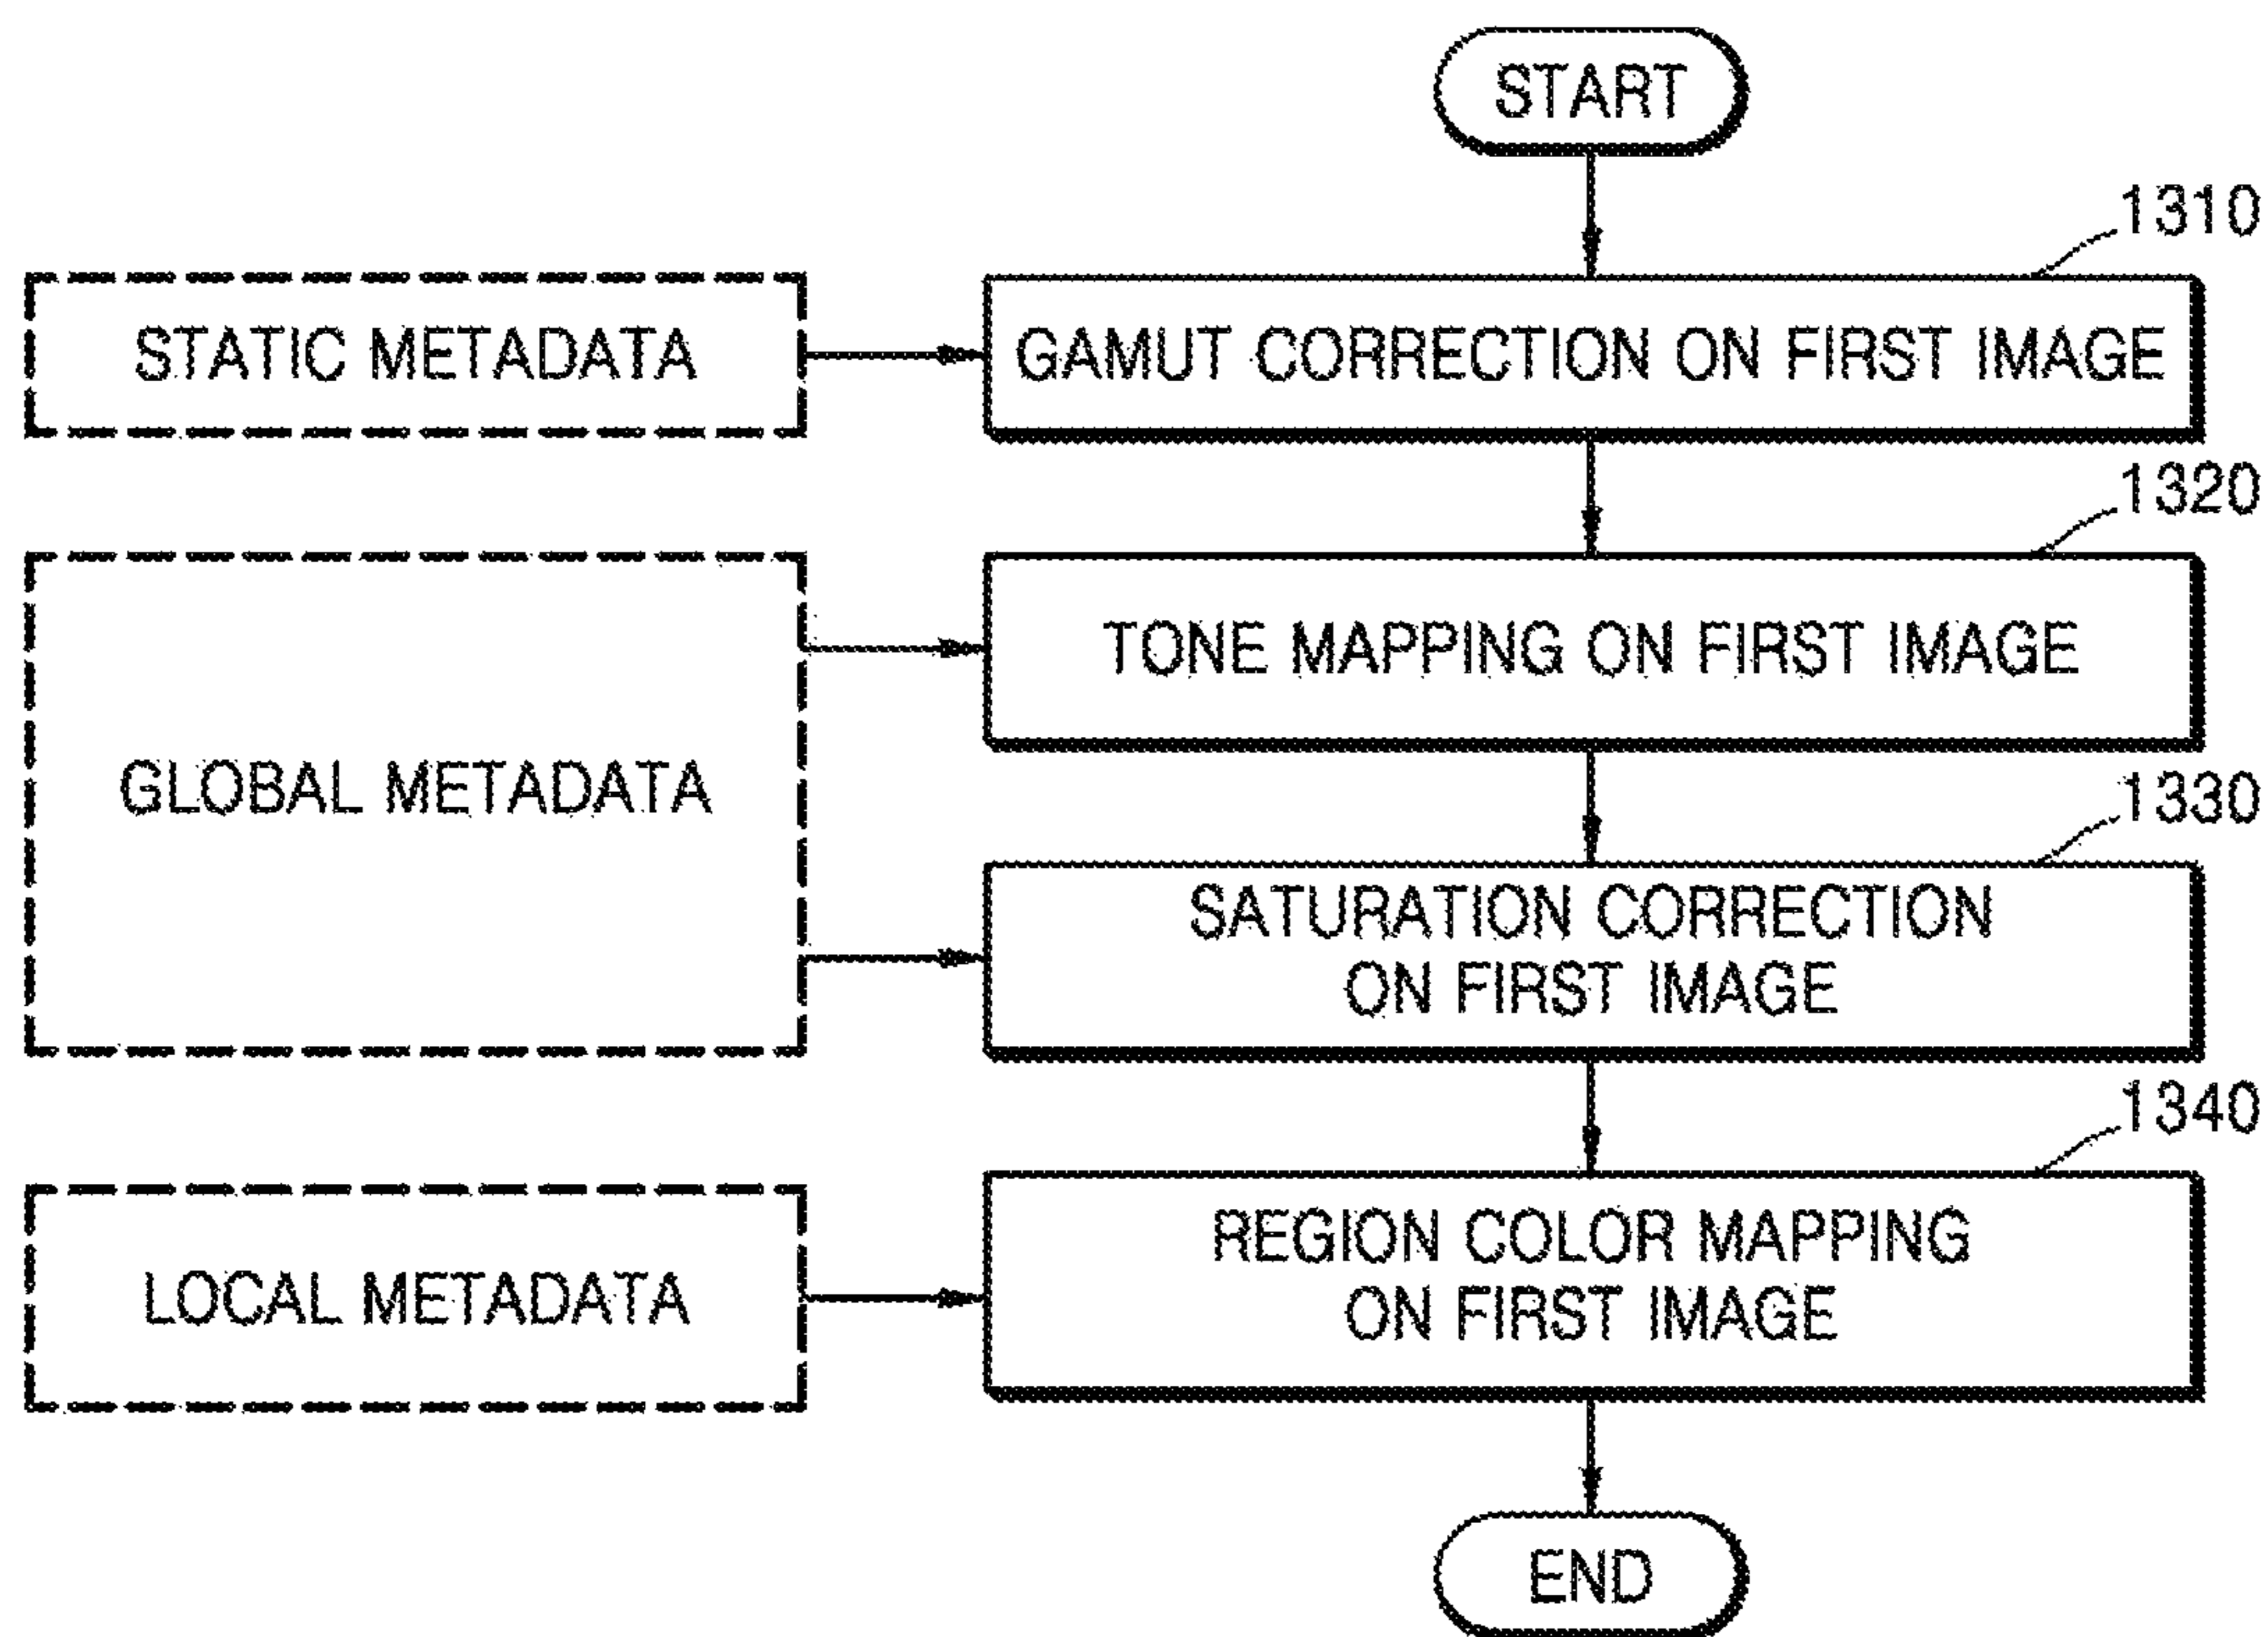 START
1310
STATIC METADATA
GAMUT CORRECTION ON FIRST IMAGE
1320
GLOBAL METADATA
TONE MAPPING ON FIRST IMAGE
1330
SATURATION CORRECTION
ON FIRST IMAGE
1340
LOCAL METADATA
REGION COLOR MAPPING
ON FIRST IMAGE
END